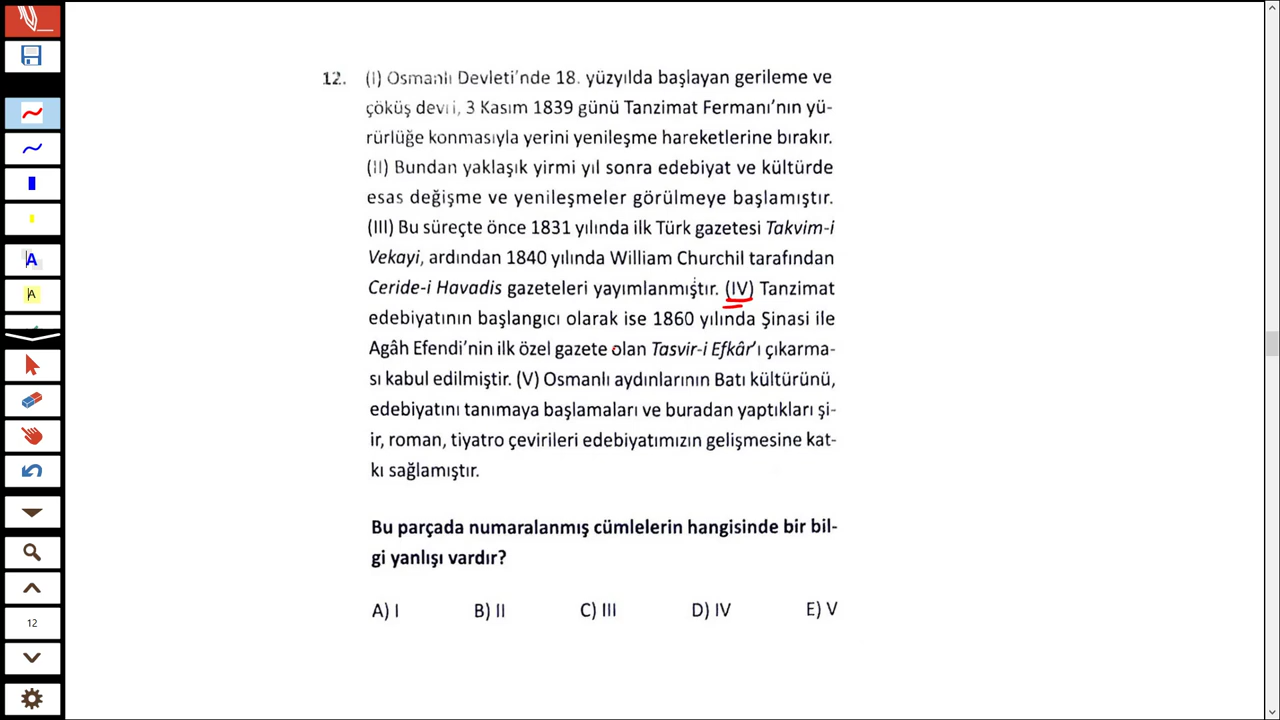 12. (I) Osmanlı Devleti'nde 18. yüzyılda başlayan gerileme ve
çöküş devri, 3 Kasım 1839 günü Tanzimat Fermanı'nın yü-
rürlüğe konmasıyla yerini yenileşme hareketlerine bırakır.
(II) Bundan yaklaşık yirmi yıl sonra edebiyat ve kültürde
esas değişme ve yenileşmeler görülmeye başlamıştır.
(III) Bu süreçte önce 1831 yılında ilk Türk gazetesi Takvim-i
Vekayi, ardından 1840 yılında William Churchil tarafından
Ceride-i Havadis gazeteleri yayımlanmıştır. (IV) Tanzimat
edebiyatının başlangıcı olarak ise 1860 yılında Şinasi ile
Agâh Efendi'nin ilk özel gazete olan Tasvir-i Efkâr'ı çıkarma-
sı kabul edilmiştir. (V) Osmanlı aydınlarının Batı kültürünü,
edebiyatını tanımaya başlamaları ve buradan yaptıkları şi-
ir, roman, tiyatro çevirileri edebiyatımızın gelişmesine kat-
kı sağlamıştır.
Bu parçada numaralanmış cümlelerin hangisinde bir bil-
gi yanlışı vardır?
A) I B) II C) III D) IV E) V
A
A
12